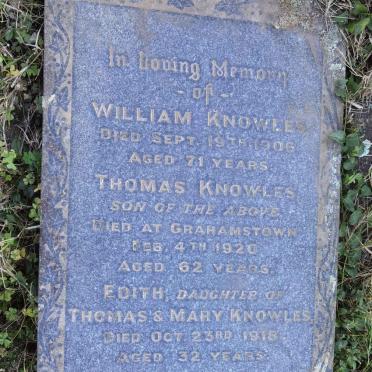 In Loving Memory
- of -
WILLIAM KNOWLES
DIED SEPT. 19TH 1906
AGED 71 YEARS.
THOMAS KNOWLES
SON OF THE ABOVE.
DIED AT GRAHAMSTOWN
FEB. 4TH 1920
AGED 62 YEARS.
EDITH, DAUGHTER OF
THOMAS & MARY KNOWLES,
DIED OCT 23RD 1918
AGED 32 YEARS.